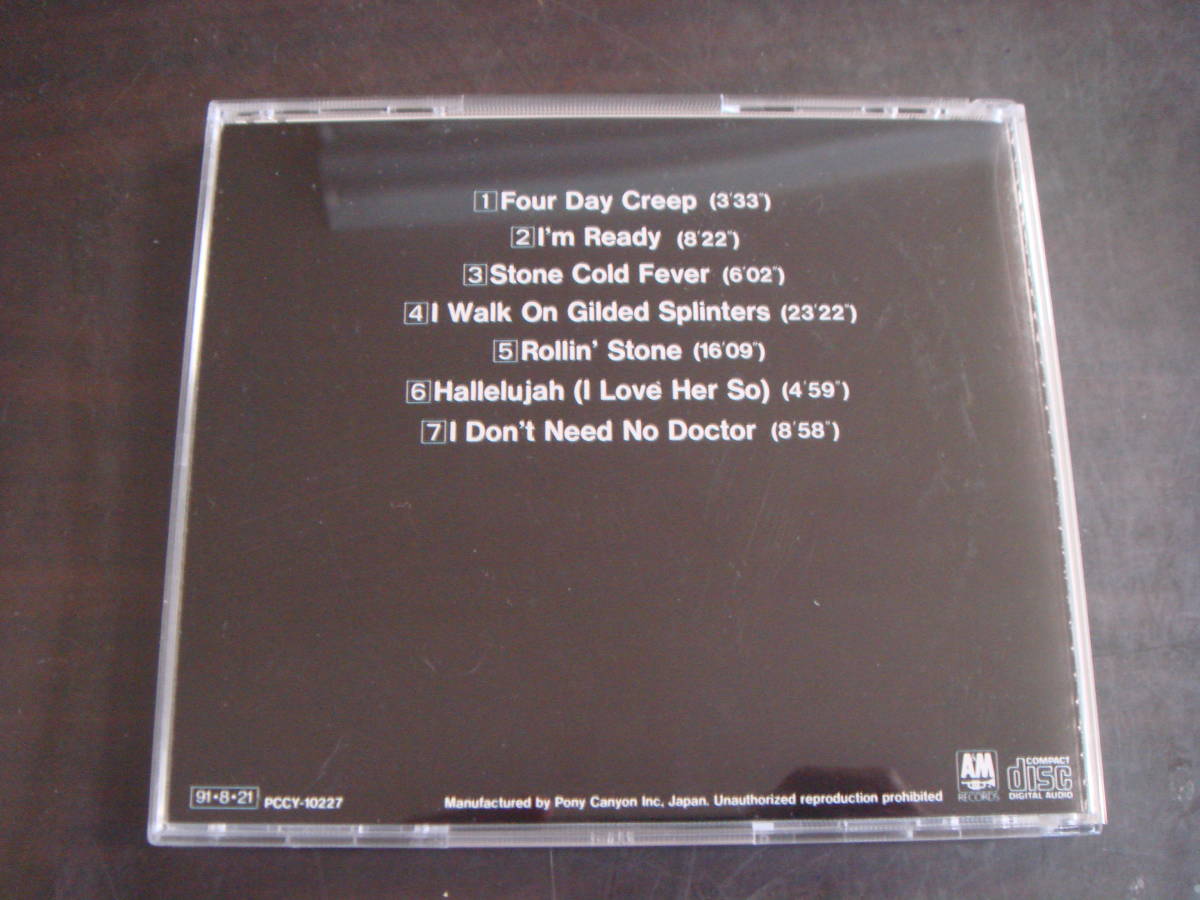 1 Four Day Creep (3'33")
2 I'm Ready (8'22")
3 Stone Cold Fever (6'02")
4 I Walk On Gilded Splinters (23'22")
5 Rollin' Stone (16'09")
6 Hallelujah (I Love Her So) (4'59")
7 I Don't Need No Doctor (8'58")
91•8•21 PCCY-10227 Manufactured by Pony Canyon Inc, Japan. Unauthorized reproduction prohibited
A&M
RECORDS
COMPACT
disc
DIGITAL AUDIO